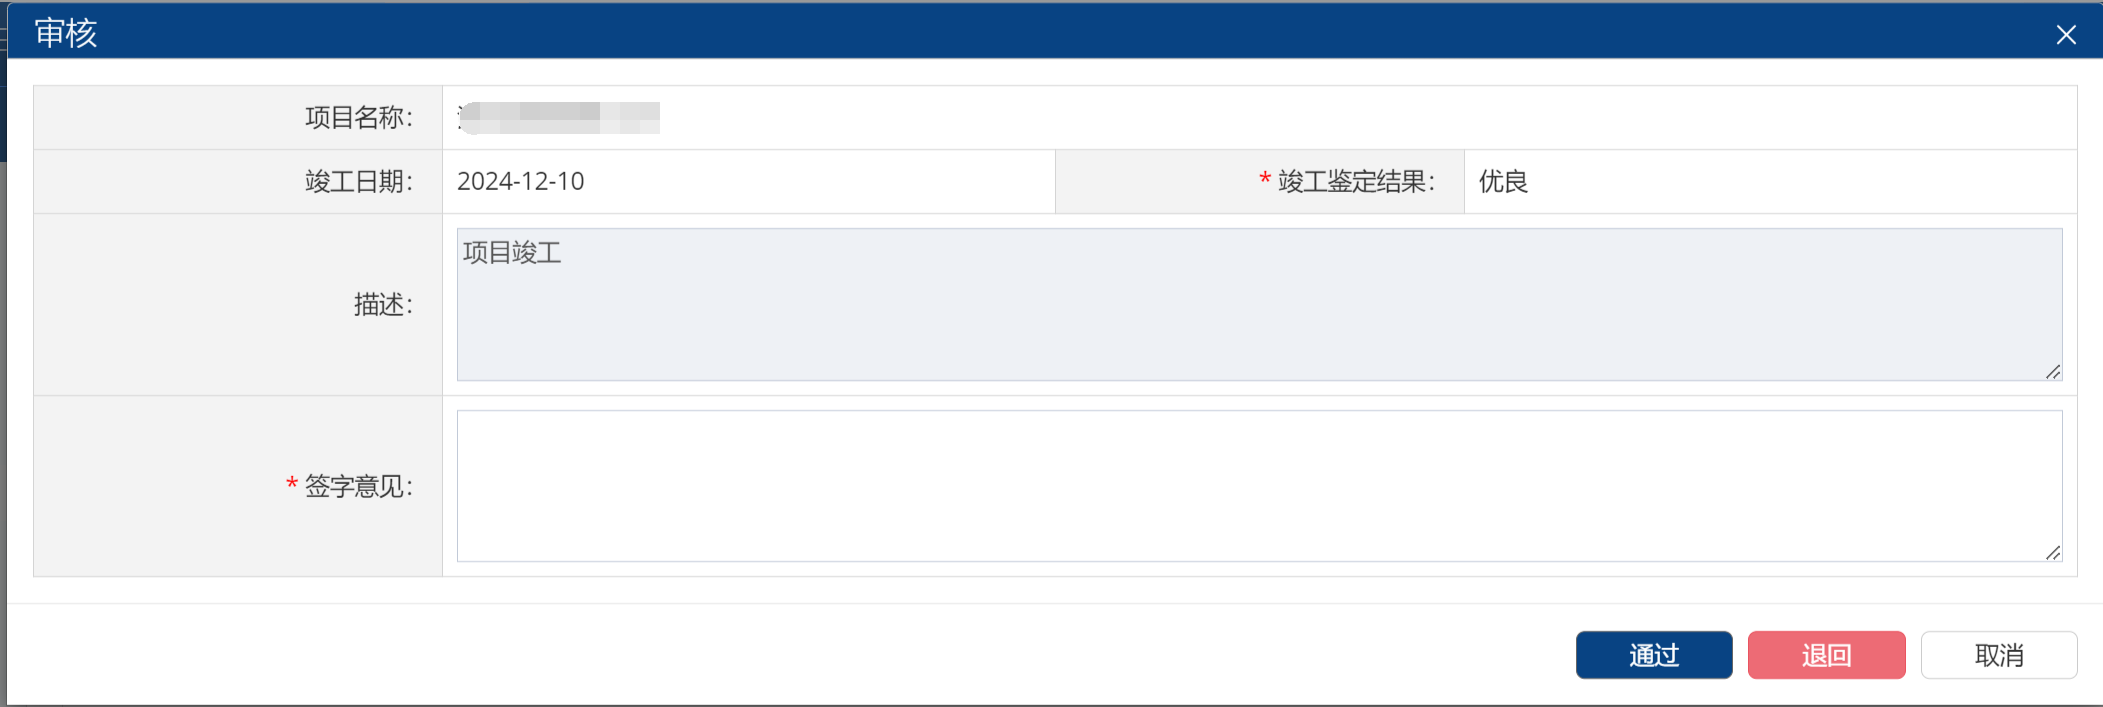 审核
项目名称：
竣工日期： 2024-12-10 * 竣工鉴定结果： 优良
描述： 项目竣工
* 签字意见：
通过 退回 取消